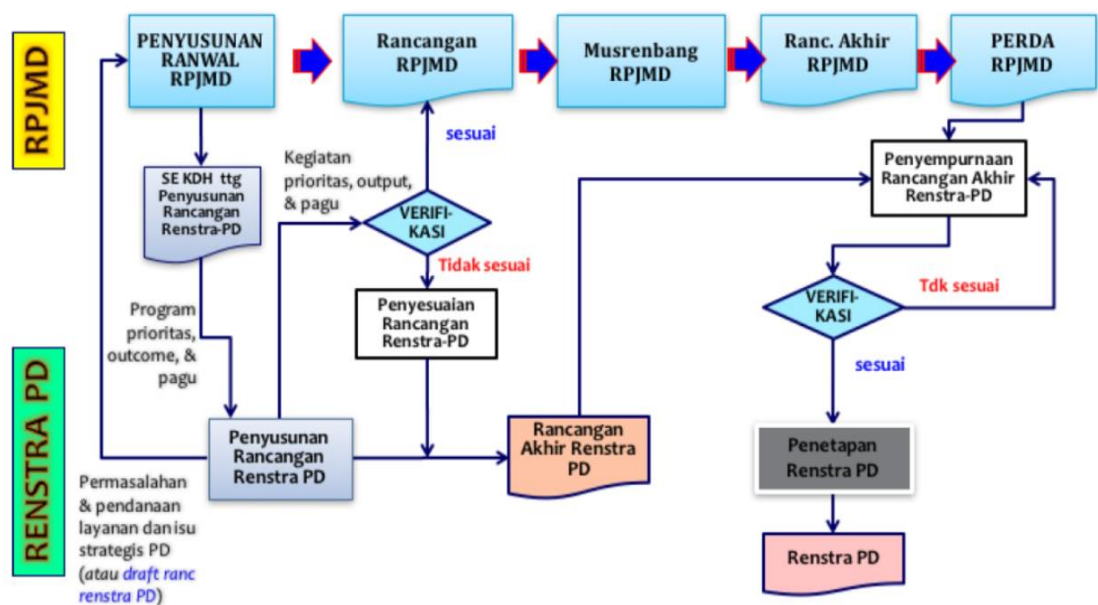 RPJMD
PENYUSUNAN
RANWAL
RPJMD
Rancangan
RPJMD
Musrenbang
RPJMD
Ranc. Akhir
RPJMD
PERDA
RPJMD
SE KDH ttg
Penyusunan
Rancangan
Renstra-PD
Kegiatan
prioritas, output,
& pagu
sesuai
VERIFI-
KASI
Tidak sesuai
Penyesuaian
Rancangan
Renstra-PD
Penyempurnaan
Rancangan Akhir
Renstra-PD
VERIFI-
KASI
Tdk sesuai
sesuai
Program
prioritas,
outcome, &
pagu
RENSTRA PD
Penyusunan
Rancangan
Renstra PD
Rancangan
Akhir Renstra
PD
Penetapan
Renstra PD
Permasalahan
& pendanaan
layanan dan isu
strategis PD
(atau draft ranc
renstra PD)
Renstra PD